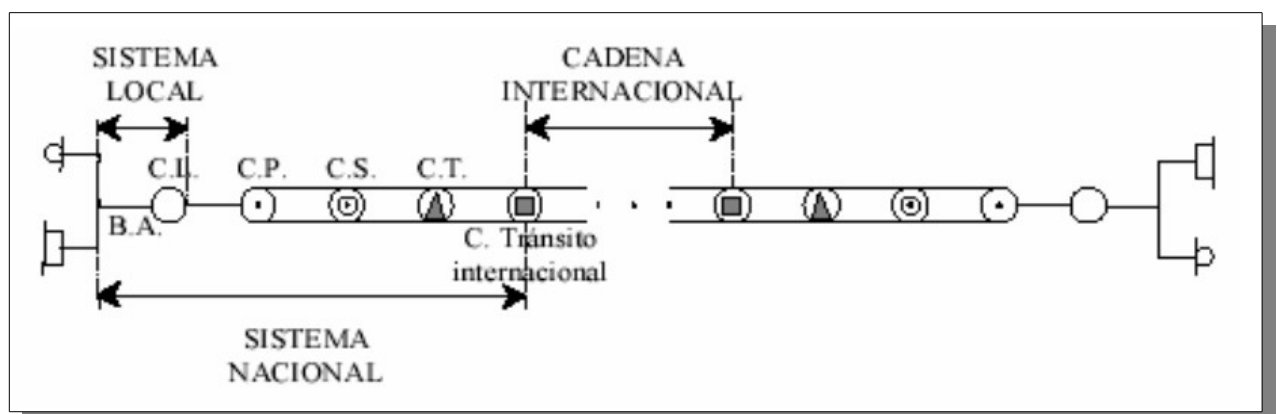 SISTEMA
LOCAL
CADENA
INTERNACIONAL
C.L. C.P. C.S. C.T.
B.A.
C. Tránsito
internacional
SISTEMA
NACIONAL